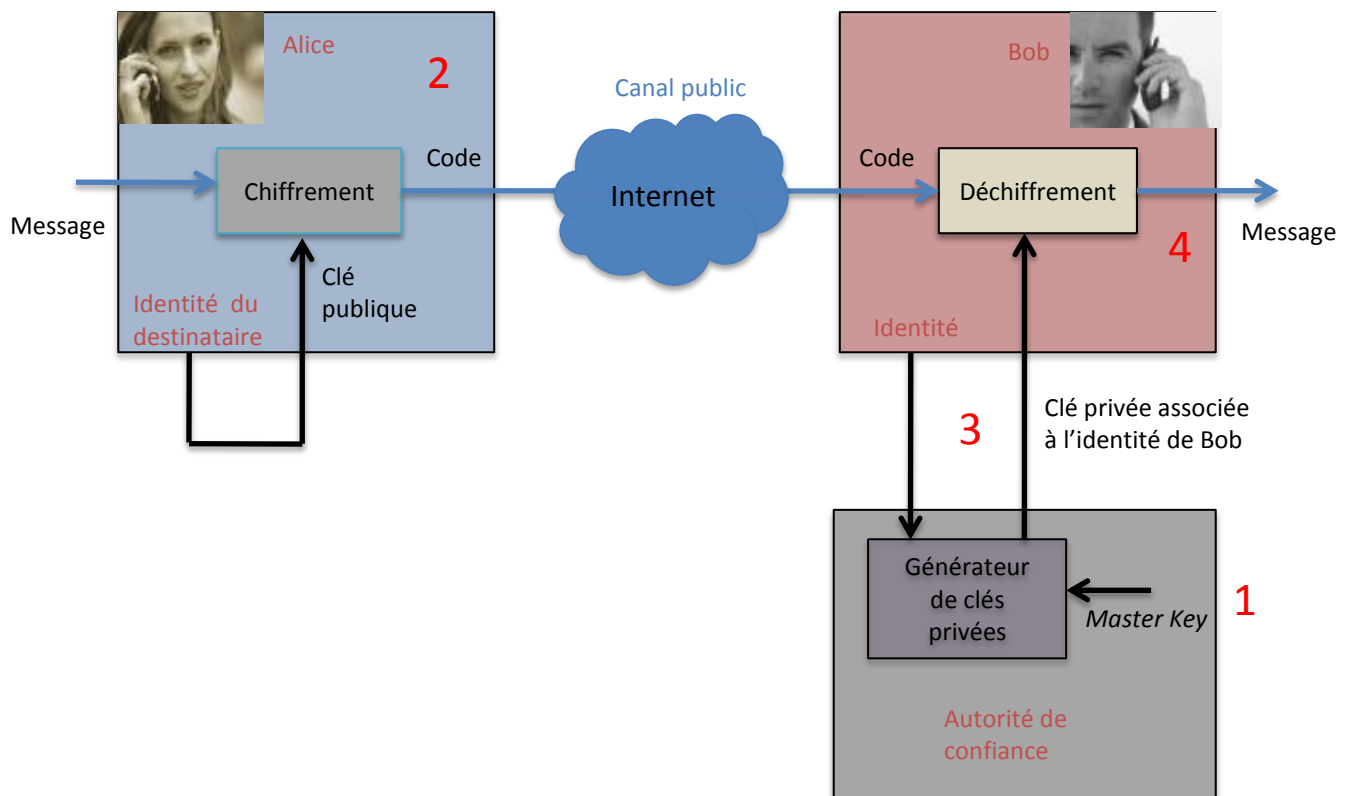 Alice
2
Bob
Canal public
Code
Code
Chiffrement
Internet
Déchiffrement
Message
4
Message
Clé
publique
Identité du
destinataire
Identité
3
Clé privée associée
à l’identité de Bob
Générateur
de clés
privées
Master Key
1
Autorité de
confiance